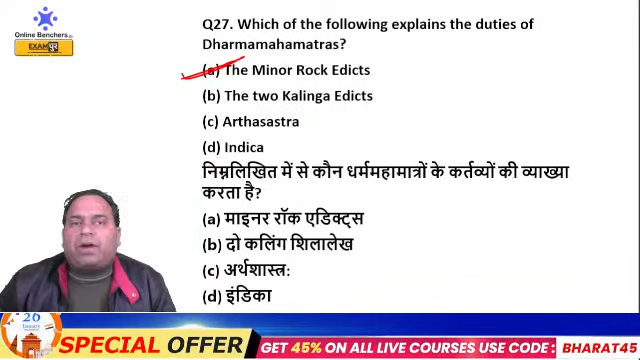 Online Benchers
EXAM पुर
Q27. Which of the following explains the duties of
Dharmamahamatras?
(a) The Minor Rock Edicts
(b) The two Kalinga Edicts
(c) Arthasastra
(d) Indica
निम्नलिखित में से कौन धर्ममहामात्रों के कर्तव्यों की व्याख्या
करता है?
(a) माइनर रॉक एडिक्ट्स
(b) दो कलिंग शिलालेख
(c) अर्थशास्त्र:
(d) इंडिका
26
January
SPECIAL OFFER
GET 45% ON ALL LIVE COURSES USE CODE : BHARAT45